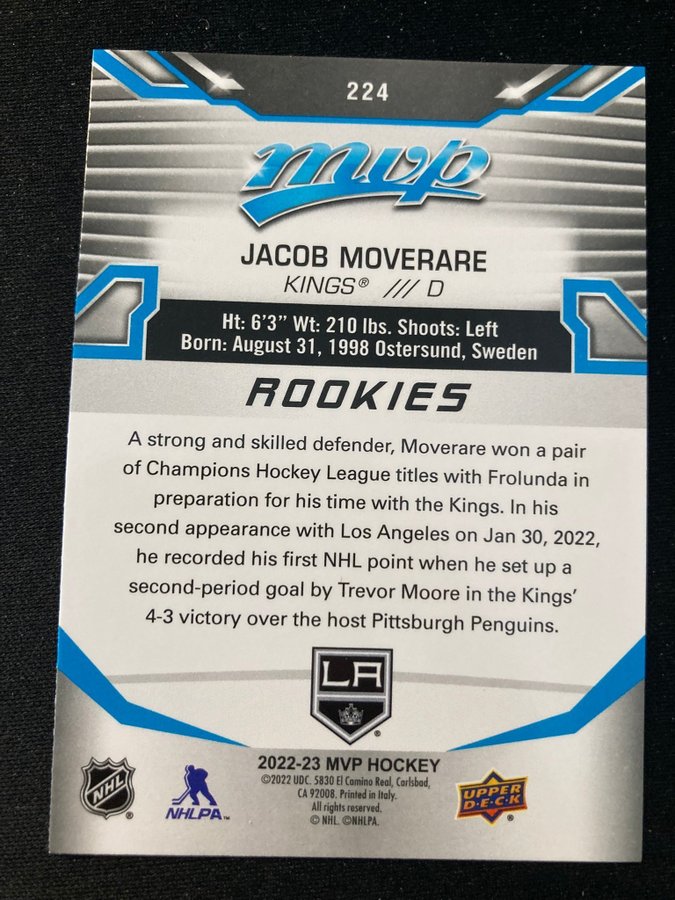 224
mvp
JACOB MOVERARE
KINGS® /// D
Ht: 6'3" Wt: 210 lbs. Shoots: Left
Born: August 31, 1998 Ostersund, Sweden
ROOKIES
A strong and skilled defender, Moverare won a pair
of Champions Hockey League titles with Frolunda in
preparation for his time with the Kings. In his
second appearance with Los Angeles on Jan 30, 2022,
he recorded his first NHL point when he set up a
second-period goal by Trevor Moore in the Kings'
4-3 victory over the host Pittsburgh Penguins.
LA
®
2022-23 MVP HOCKEY
©2022 UDC. 5830 El Camino Real, Carlsbad,
CA 92008. Printed in Italy.
All rights reserved.
© NHL. ©NHLPA.
NHL
®
NHLPA™
UPPER
D·E·C·K
®